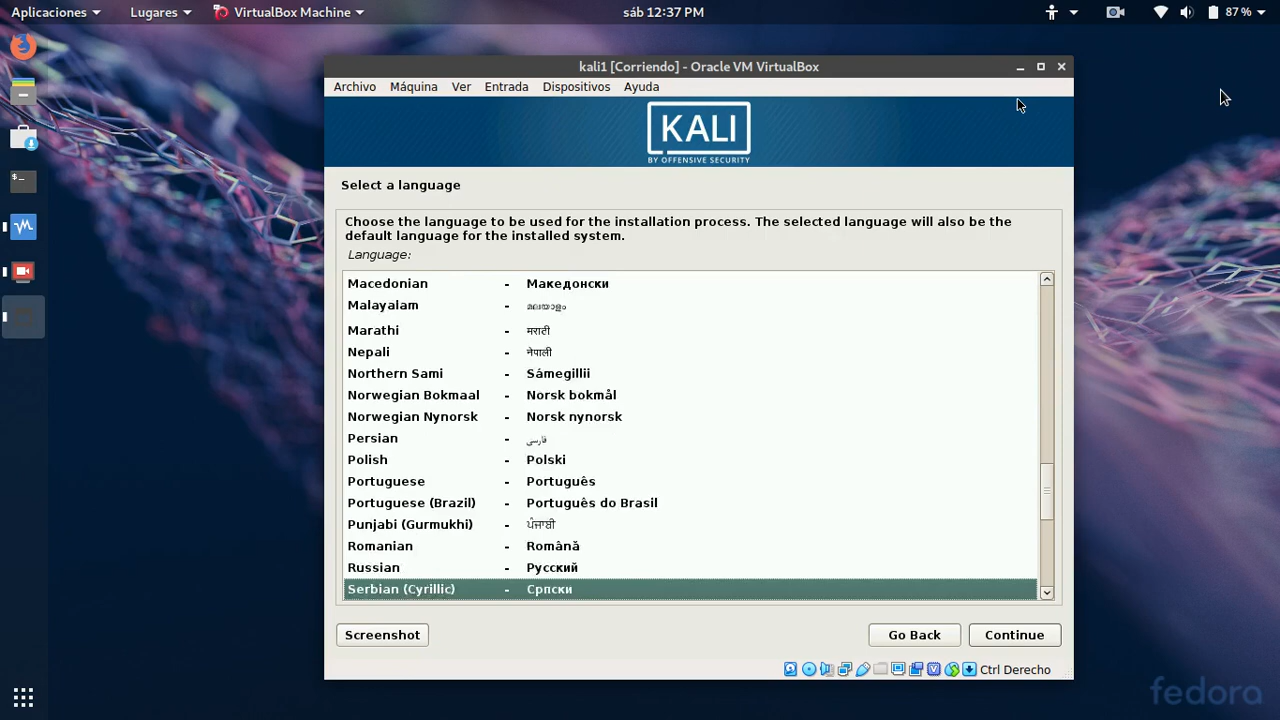 Aplicaciones Lugares VirtualBox Machine sáb 12:37 PM 87 %
kali1 [Corriendo] - Oracle VM VirtualBox
Archivo Máquina Ver Entrada Dispositivos Ayuda
KALI
BY OFFENSIVE SECURITY
Select a language
Choose the language to be used for the installation process. The selected language will also be the
default language for the installed system.
Language:
Macedonian - Македонски
Malayalam - മലയാളം
Marathi - मराठी
Nepali - नेपाली
Northern Sami - Sámegillii
Norwegian Bokmaal - Norsk bokmål
Norwegian Nynorsk - Norsk nynorsk
Persian - فارسی
Polish - Polski
Portuguese - Português
Portuguese (Brazil) - Português do Brasil
Punjabi (Gurmukhi) - ਪੰਜਾਬੀ
Romanian - Română
Russian - Русский
Serbian (Cyrillic) - Српски
Screenshot Go Back Continue
Ctrl Derecho
fedora